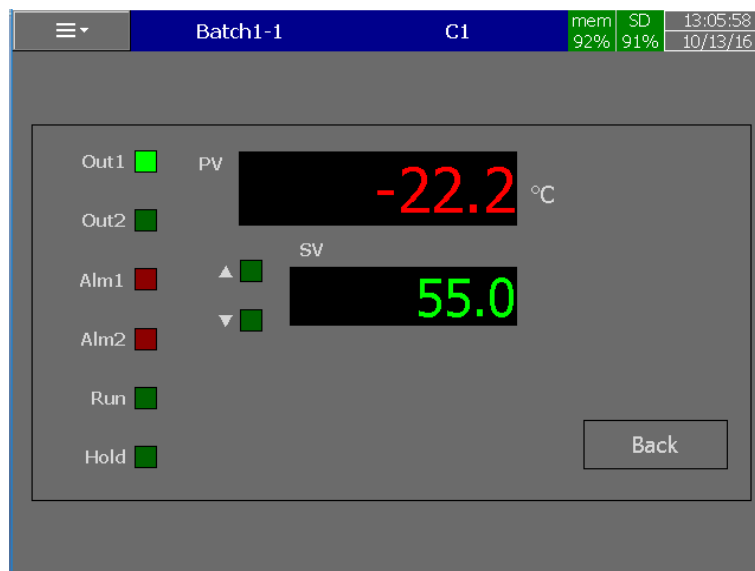 Batch1-1 C1 mem SD 13:05:58
92% 91% 10/13/16
Out1 PV -22.2 °C
Out2
SV
Alm1 55.0
Alm2
Run
Hold Back